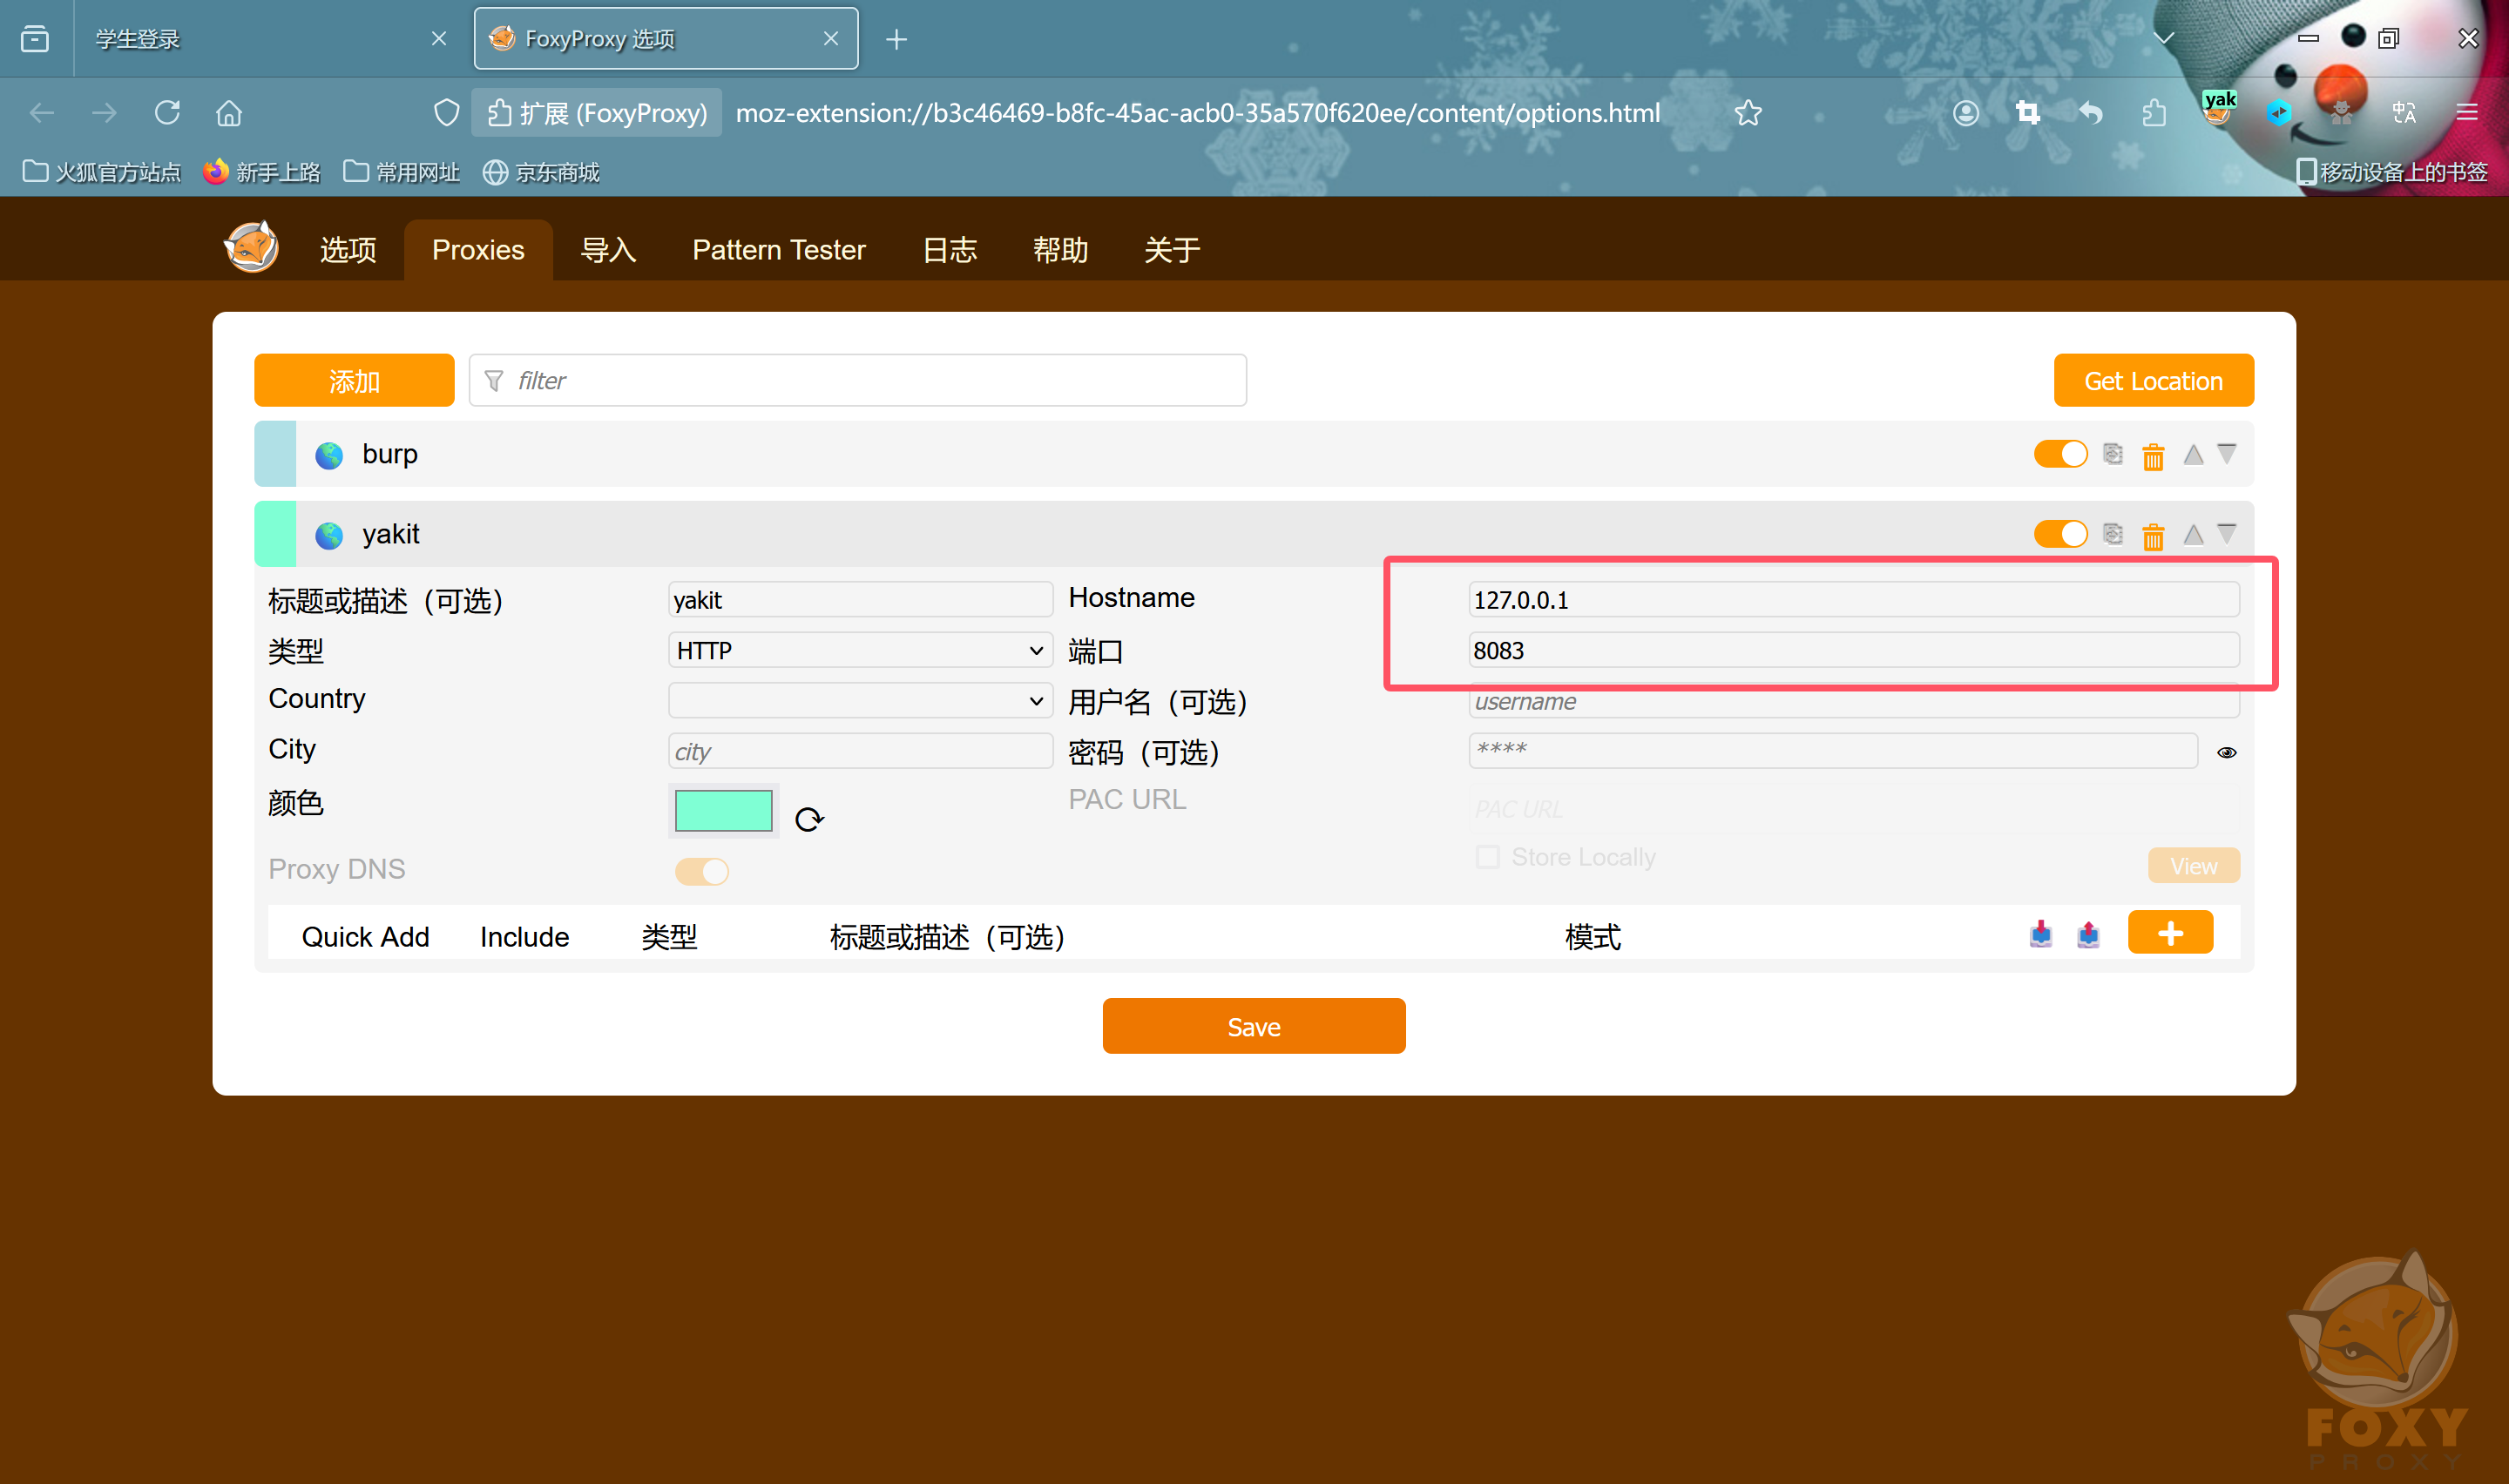 学生登录
FoxyProxy 选项
扩展 (FoxyProxy)
moz-extension://b3c46469-b8fc-45ac-acb0-35a570f620ee/content/options.html
yak
火狐官方站点
新手上路
常用网址
京东商城
移动设备上的书签
选项
Proxies
导入
Pattern Tester
日志
帮助
关于
添加
filter
Get Location
burp
yakit
标题或描述（可选）
yakit
Hostname
127.0.0.1
类型
HTTP
端口
8083
Country
用户名（可选）
username
City
city
密码（可选）
****
颜色
PAC URL
PAC URL
Proxy DNS
Store Locally
View
Quick Add
Include
类型
标题或描述（可选）
模式
Save
FOXY
PROXY